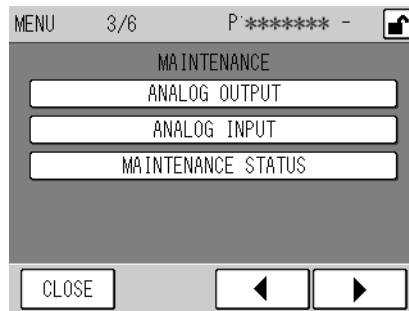 MENU 3/6 P ******* -
MAINTENANCE
ANALOG OUTPUT
ANALOG INPUT
MAINTENANCE STATUS
CLOSE